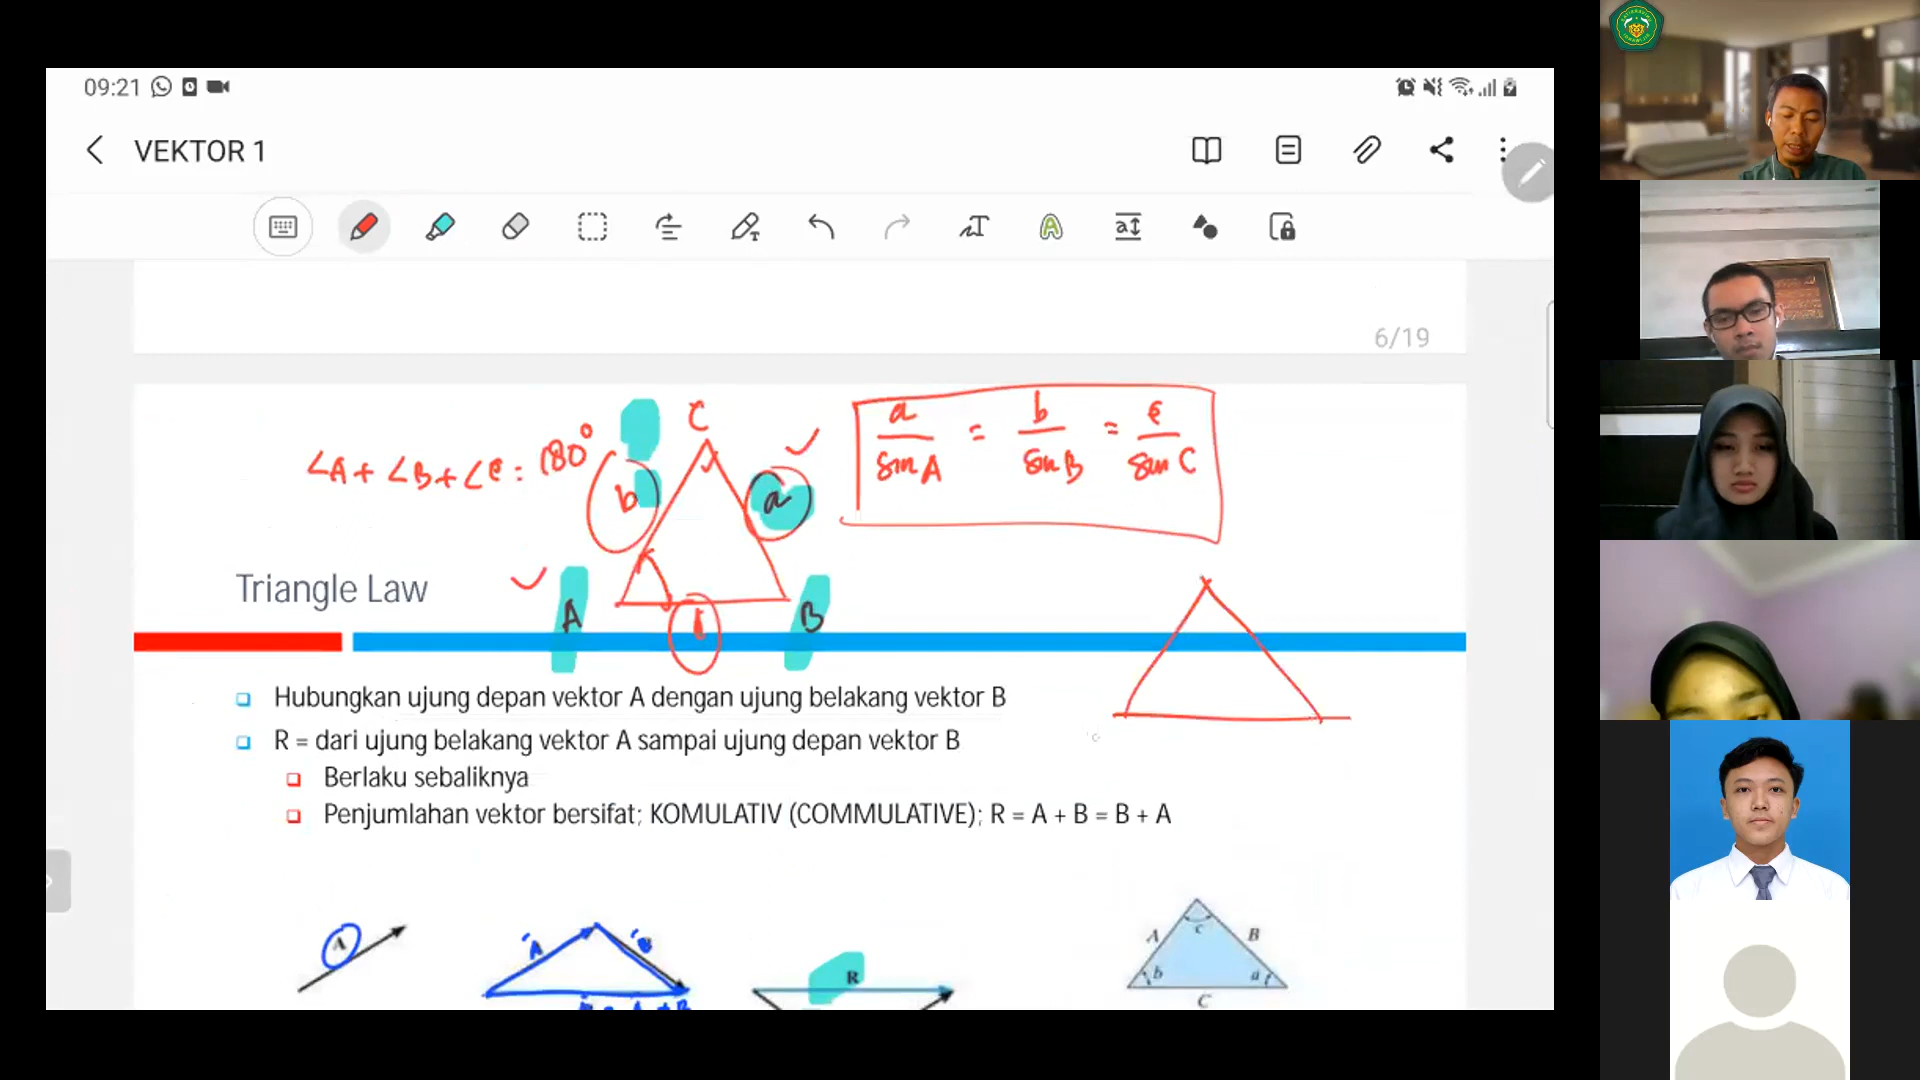 09:21
VEKTOR 1
6/19
∠A + ∠B + ∠C = 180°
C
b
a
A
B
a/sin A = b/sin B = c/sin C
Triangle Law
Hubungkan ujung depan vektor A dengan ujung belakang vektor B
R = dari ujung belakang vektor A sampai ujung depan vektor B
Berlaku sebaliknya
Penjumlahan vektor bersifat; KOMULATIV (COMMULATIVE); R = A + B = B + A
A
A
B
R
A
B
c
b
a
C